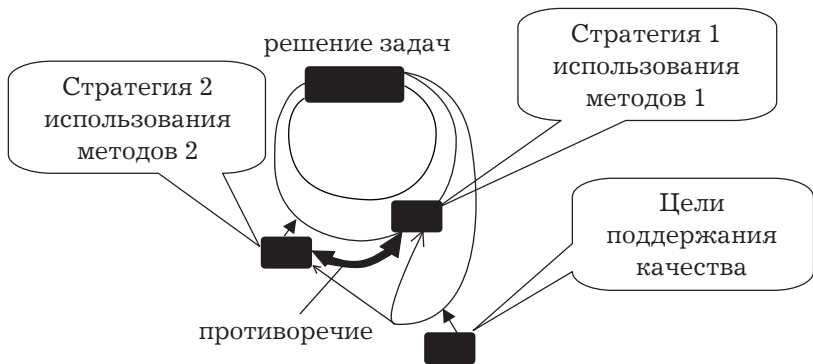 решение задач
Стратегия 1
использования
методов 1
Стратегия 2
использования
методов 2
Цели
поддержания
качества
противоречие